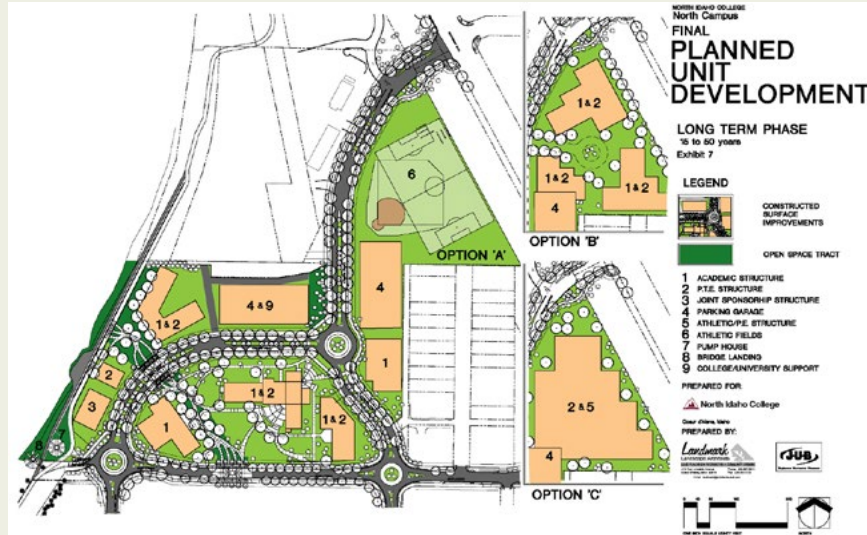 NORTH IDAHO COLLEGE
North Campus
FINAL
PLANNED
UNIT
DEVELOPMENT
LONG TERM PHASE
15 to 50 years
Exhibit 7
LEGEND
CONSTRUCTED
SURFACE
IMPROVEMENTS
OPEN SPACE TRACT
1 ACADEMIC STRUCTURE
2 P.T.E. STRUCTURE
3 JOINT SPONSORHIP STRUCTURE
4 PARKING GARAGE
5 ATHLETIC/P.E. STRUCTURE
6 ATHLETIC FIELDS
7 PUMP HOUSE
8 BRIDGE LANDING
9 COLLEGE/UNIVERSITY SUPPORT
PREPARED FOR:
North Idaho College
Coeur d'Alene, Idaho
PREPARED BY:
Landmark
J-U-B
NORTH
6
OPTION 'A'
4
4 & 9
1 & 2
1
2
3
1 & 2
1 & 2
1
8
7
1 & 2
1 & 2
1 & 2
4
OPTION 'B'
2 & 5
4
OPTION 'C'